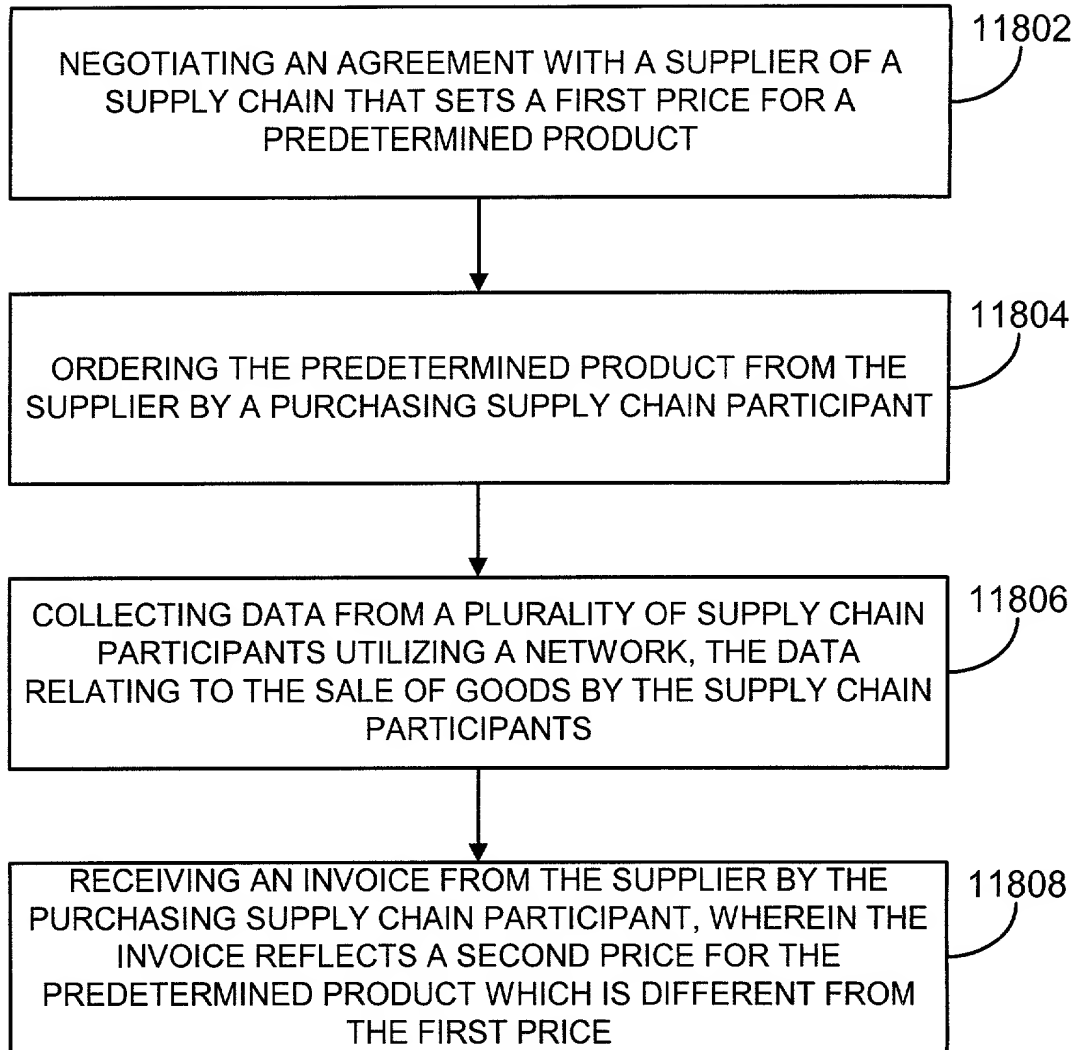 11802
NEGOTIATING AN AGREEMENT WITH A SUPPLIER OF A
SUPPLY CHAIN THAT SETS A FIRST PRICE FOR A
PREDETERMINED PRODUCT
11804
ORDERING THE PREDETERMINED PRODUCT FROM THE
SUPPLIER BY A PURCHASING SUPPLY CHAIN PARTICIPANT
11806
COLLECTING DATA FROM A PLURALITY OF SUPPLY CHAIN
PARTICIPANTS UTILIZING A NETWORK, THE DATA
RELATING TO THE SALE OF GOODS BY THE SUPPLY CHAIN
PARTICIPANTS
11808
RECEIVING AN INVOICE FROM THE SUPPLIER BY THE
PURCHASING SUPPLY CHAIN PARTICIPANT, WHEREIN THE
INVOICE REFLECTS A SECOND PRICE FOR THE
PREDETERMINED PRODUCT WHICH IS DIFFERENT FROM
THE FIRST PRICE